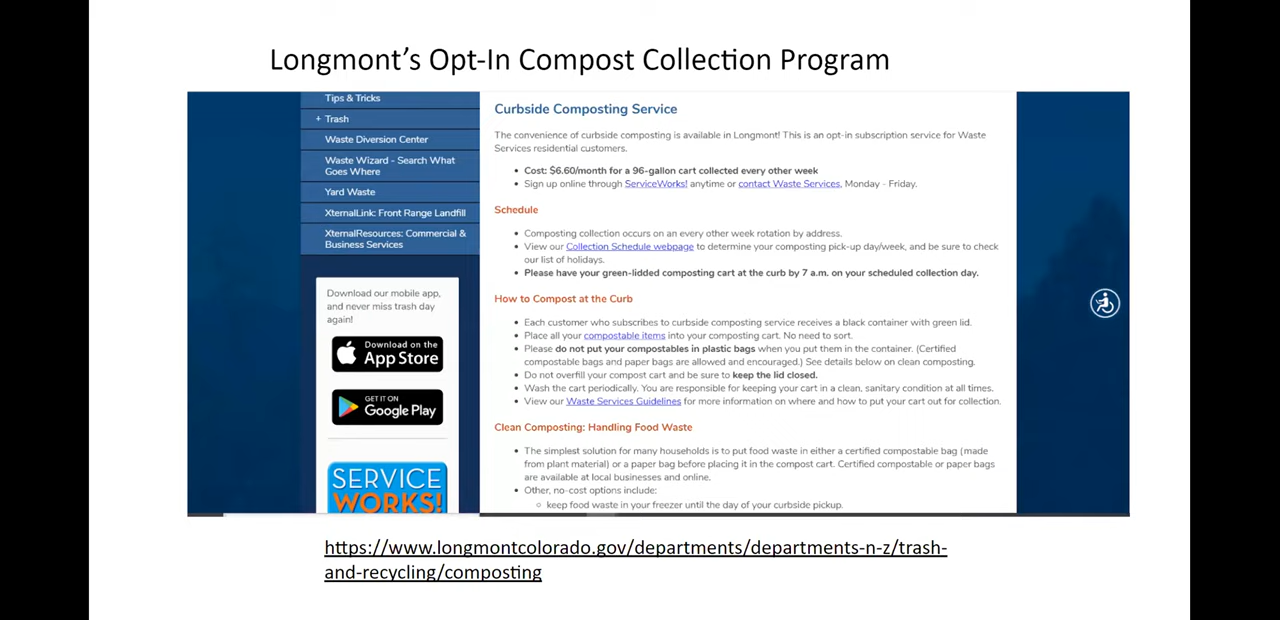 Longmont's Opt-In Compost Collection Program
Tips & Tricks
+ Trash
Waste Diversion Center
Waste Wizard - Search What
Goes Where
Yard Waste
XternalLink: Front Range Landfill
XternalResources: Commercial &
Business Services
Download our mobile app,
and never miss trash day
again!
Download on the
App Store
GET IT ON
Google Play
SERVICE
WORKS!
Curbside Composting Service
The convenience of curbside composting is available in Longmont! This is an opt-in subscription service for Waste
Services residential customers.
• Cost: $6.60/month for a 96-gallon cart collected every other week
• Sign up online through ServiceWorks! anytime or contact Waste Services, Monday - Friday.
Schedule
• Composting collection occurs on an every other week rotation by address.
• View our Collection Schedule webpage to determine your composting pick-up day/week, and be sure to check
our list of holidays.
• Please have your green-lidded composting cart at the curb by 7 a.m. on your scheduled collection day.
How to Compost at the Curb
• Each customer who subscribes to curbside composting service receives a black container with green lid.
• Place all your compostable items into your composting cart. No need to sort.
• Please do not put your compostables in plastic bags when you put them in the container. (Certified
compostable bags and paper bags are allowed and encouraged.) See details below on clean composting.
• Do not overfill your compost cart and be sure to keep the lid closed.
• Wash the cart periodically. You are responsible for keeping your cart in a clean, sanitary condition at all times.
• View our Waste Services Guidelines for more information on where and how to put your cart out for collection.
Clean Composting: Handling Food Waste
• The simplest solution for many households is to put food waste in either a certified compostable bag (made
from plant material) or a paper bag before placing it in the compost cart. Certified compostable or paper bags
are available at local businesses and online.
• Other, no-cost options include:
○ keep food waste in your freezer until the day of your curbside pickup.
https://www.longmontcolorado.gov/departments/departments-n-z/trash-
and-recycling/composting